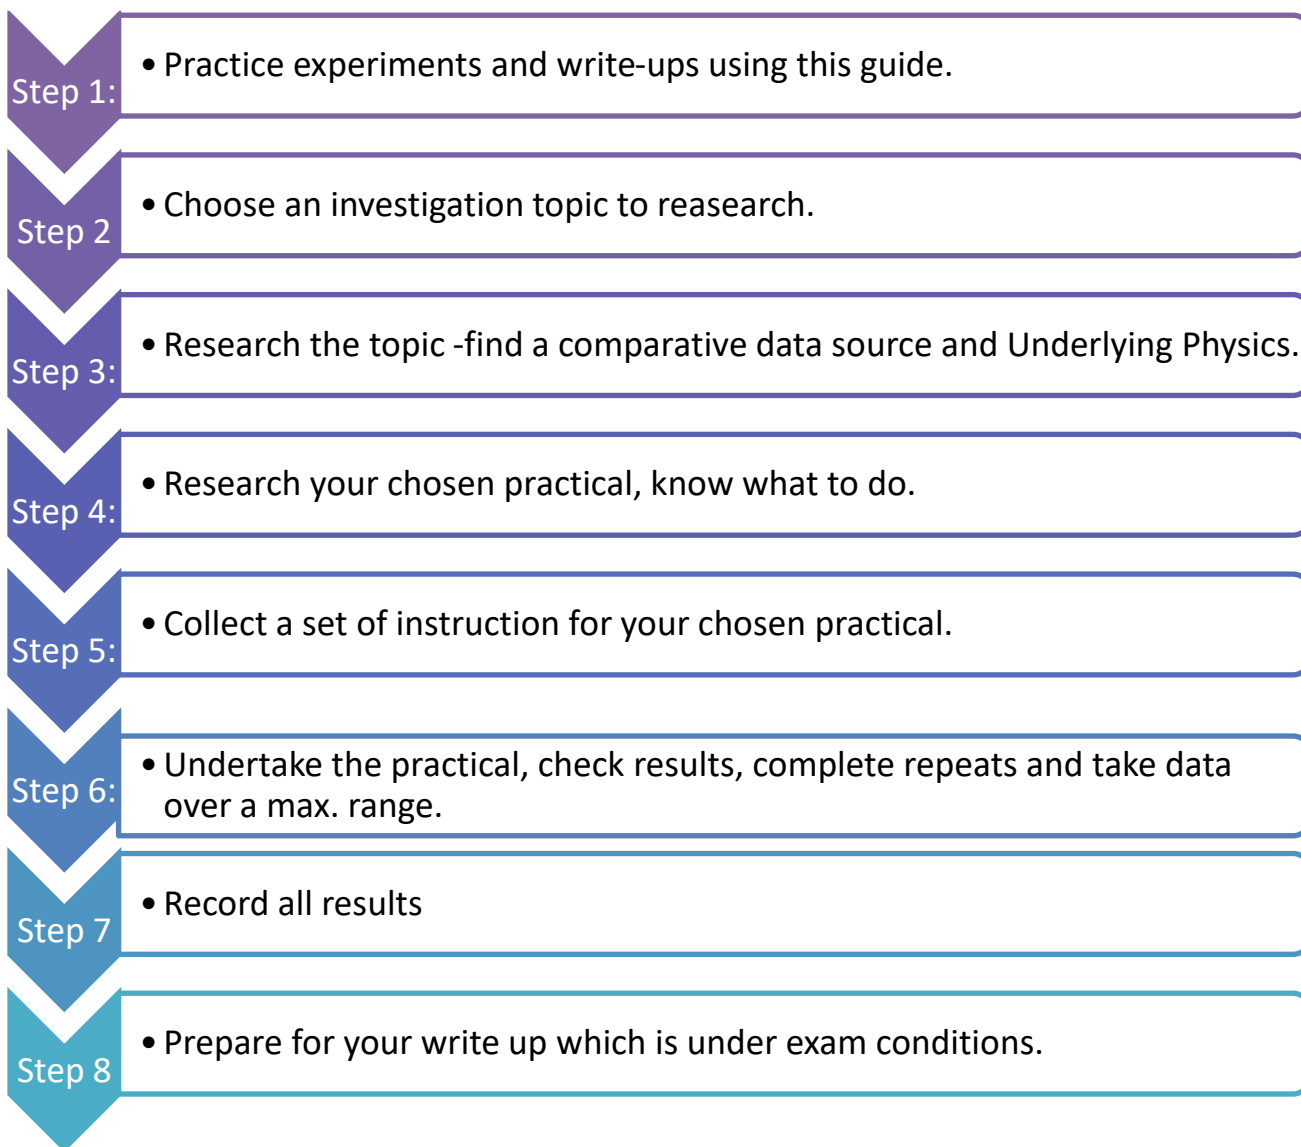 Step 1:
• Practice experiments and write-ups using this guide.
Step 2
• Choose an investigation topic to reasearch.
Step 3:
• Research the topic -find a comparative data source and Underlying Physics.
Step 4:
• Research your chosen practical, know what to do.
Step 5:
• Collect a set of instruction for your chosen practical.
Step 6:
• Undertake the practical, check results, complete repeats and take data
over a max. range.
Step 7
• Record all results
Step 8
• Prepare for your write up which is under exam conditions.